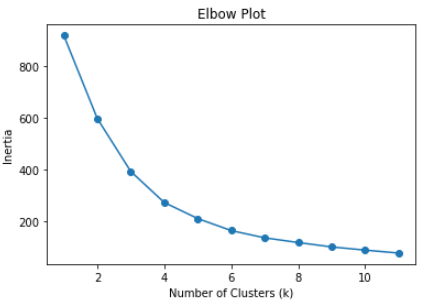 Elbow Plot
800
600
400
200
Inertia
2 4 6 8 10
Number of Clusters (k)